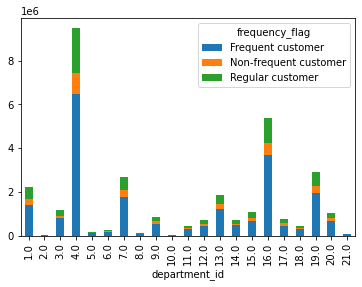 1e6
frequency_flag
Frequent customer
Non-frequent customer
Regular customer
8
6
4
2
0
1.0 2.0 3.0 4.0 5.0 6.0 7.0 8.0 9.0 10.0 11.0 12.0 13.0 14.0 15.0 16.0 17.0 18.0 19.0 20.0 21.0
department_id